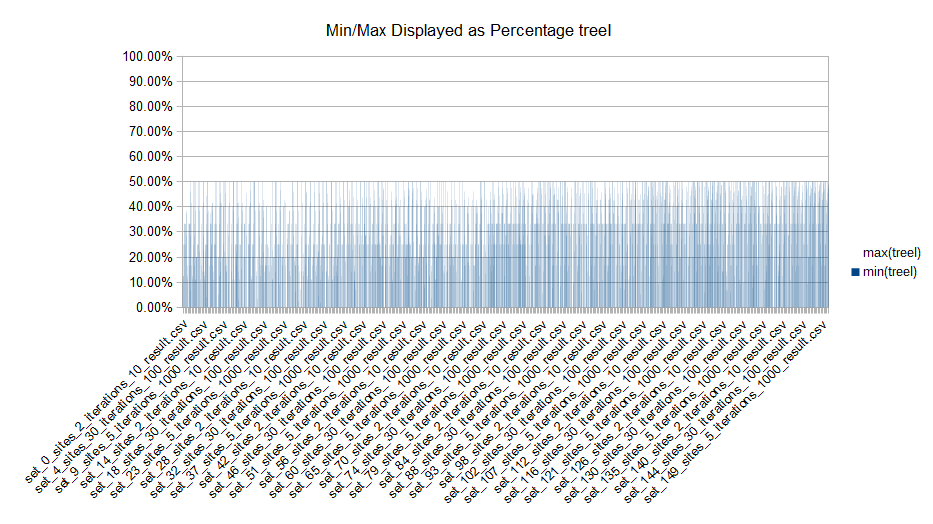 Min/Max Displayed as Percentage treel
100.00%
90.00%
80.00%
70.00%
60.00%
50.00%
40.00%
30.00%
20.00%
10.00%
0.00%
max(treel)
min(treel)
set_0_sites_2_iterations_10_result.csv
set_4_sites_30_iterations_100_result.csv
set_9_sites_5_iterations_1000_result.csv
set_14_sites_2_iterations_10_result.csv
set_18_sites_30_iterations_100_result.csv
set_23_sites_5_iterations_1000_result.csv
set_28_sites_2_iterations_10_result.csv
set_32_sites_30_iterations_100_result.csv
set_37_sites_5_iterations_1000_result.csv
set_42_sites_2_iterations_10_result.csv
set_46_sites_30_iterations_100_result.csv
set_51_sites_5_iterations_1000_result.csv
set_56_sites_2_iterations_10_result.csv
set_60_sites_30_iterations_100_result.csv
set_65_sites_5_iterations_1000_result.csv
set_70_sites_2_iterations_10_result.csv
set_74_sites_30_iterations_100_result.csv
set_79_sites_5_iterations_1000_result.csv
set_84_sites_2_iterations_10_result.csv
set_88_sites_30_iterations_100_result.csv
set_93_sites_5_iterations_1000_result.csv
set_98_sites_2_iterations_10_result.csv
set_102_sites_30_iterations_100_result.csv
set_107_sites_5_iterations_1000_result.csv
set_112_sites_2_iterations_10_result.csv
set_116_sites_30_iterations_100_result.csv
set_121_sites_5_iterations_1000_result.csv
set_126_sites_2_iterations_10_result.csv
set_130_sites_30_iterations_100_result.csv
set_135_sites_5_iterations_1000_result.csv
set_140_sites_2_iterations_10_result.csv
set_144_sites_30_iterations_100_result.csv
set_149_sites_5_iterations_1000_result.csv